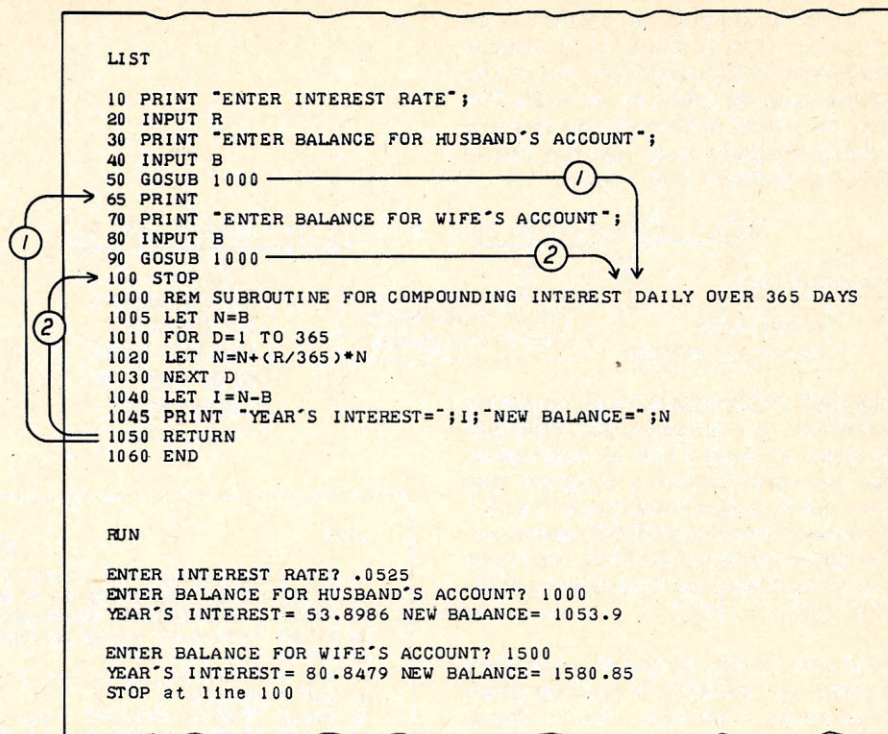 LIST
10 PRINT "ENTER INTEREST RATE";
20 INPUT R
30 PRINT "ENTER BALANCE FOR HUSBAND'S ACCOUNT";
40 INPUT B
50 GOSUB 1000 1
65 PRINT
70 PRINT "ENTER BALANCE FOR WIFE'S ACCOUNT";
1
80 INPUT B
90 GOSUB 1000 2
100 STOP
1000 REM SUBROUTINE FOR COMPOUNDING INTEREST DAILY OVER 365 DAYS
2
1005 LET N=B
1010 FOR D=1 TO 365
1020 LET N=N+(R/365)*N
1030 NEXT D
1040 LET I=N-B
1045 PRINT "YEAR'S INTEREST=";I;"NEW BALANCE=";N
1050 RETURN
1060 END
RUN
ENTER INTEREST RATE? .0525
ENTER BALANCE FOR HUSBAND'S ACCOUNT? 1000
YEAR'S INTEREST= 53.8986 NEW BALANCE= 1053.9
ENTER BALANCE FOR WIFE'S ACCOUNT? 1500
YEAR'S INTEREST= 80.8479 NEW BALANCE= 1580.85
STOP at line 100